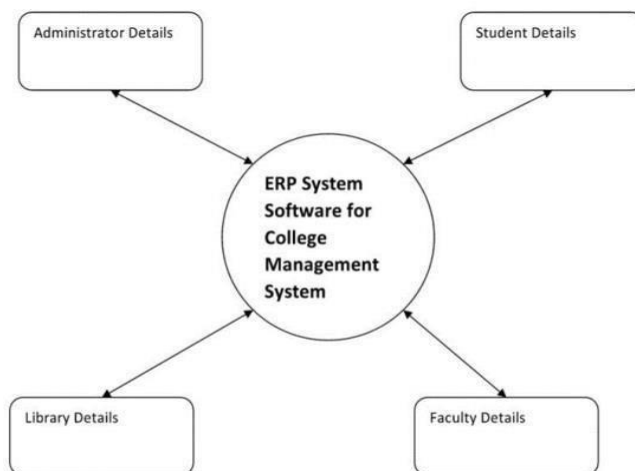 Administrator Details
Student Details
ERP System
Software for
College
Management
System
Library Details
Faculty Details